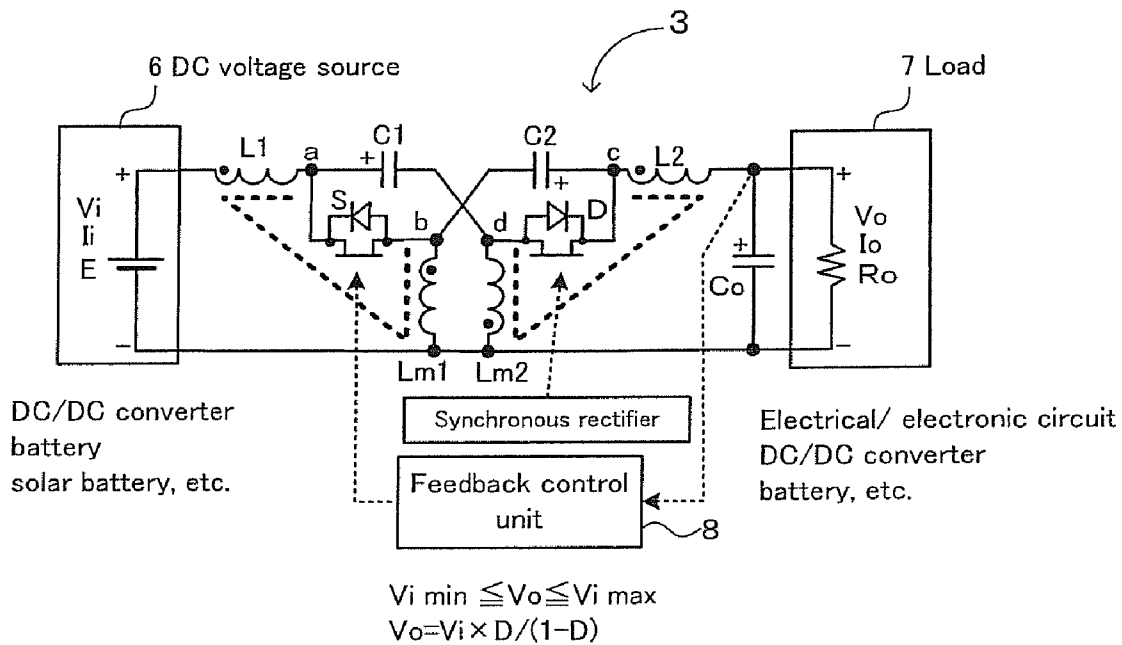 3
6 DC voltage source
7 Load
L1
a
C1
C2
c
L2
+
+
+
+
Vi
Ii
E
S
b
d
D
+
Co
Vo
Io
Ro
−
−
Lm1
Lm2
DC/DC converter
battery
solar battery, etc.
Synchronous rectifier
Feedback control
unit
8
Electrical/ electronic circuit
DC/DC converter
battery, etc.
Vi min ≦Vo≦Vi max
Vo=Vi×D/(1-D)